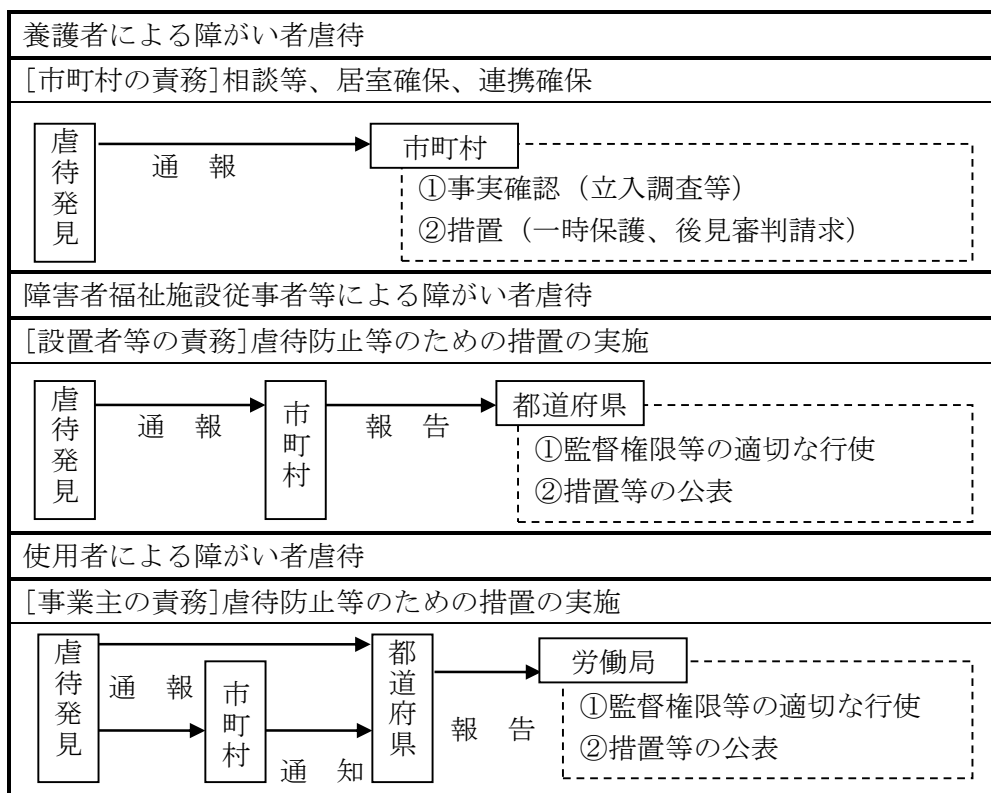 養護者による障がい者虐待
[市町村の責務]相談等、居室確保、連携確保
虐待発見
通 報
市町村
①事実確認（立入調査等）
②措置（一時保護、後見審判請求）
障害者福祉施設従事者等による障がい者虐待
[設置者等の責務]虐待防止等のための措置の実施
虐待発見
通 報
市町村
報 告
都道府県
①監督権限等の適切な行使
②措置等の公表
使用者による障がい者虐待
[事業主の責務]虐待防止等のための措置の実施
虐待発見
通 報
市町村
通 知
都道府県
報 告
労働局
①監督権限等の適切な行使
②措置等の公表